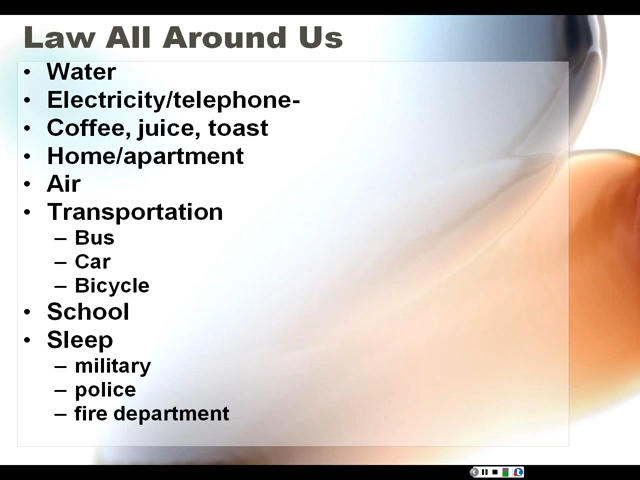 Law All Around Us
• Water
• Electricity/telephone-
• Coffee, juice, toast
• Home/apartment
• Air
• Transportation
– Bus
– Car
– Bicycle
• School
• Sleep
– military
– police
– fire department